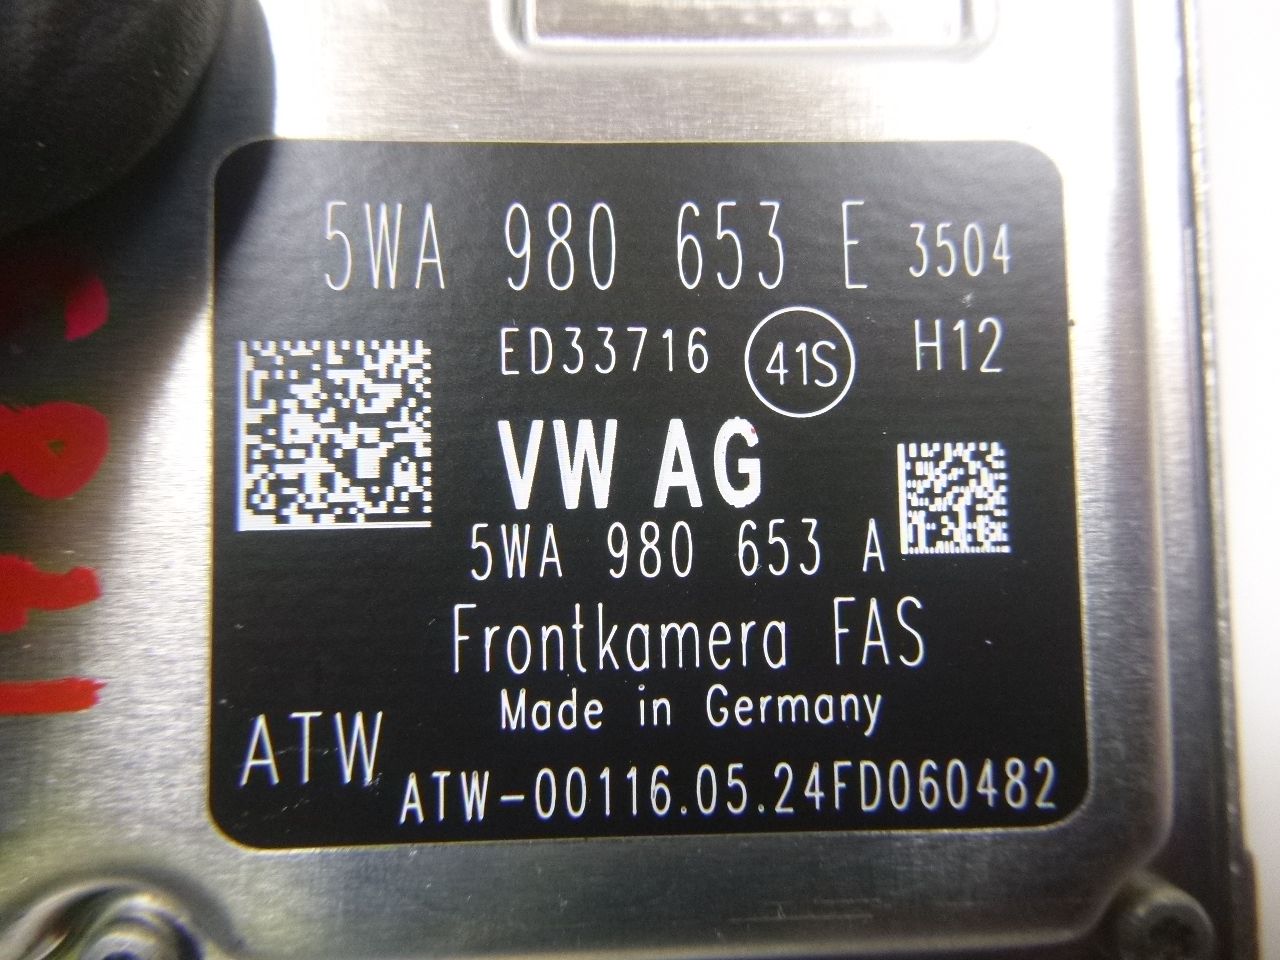 5WA 980 653 E 3504
ED33716 41S H12
VW AG
5WA 980 653 A
Frontkamera FAS
Made in Germany
ATW
ATW-00116.05.24FD060482